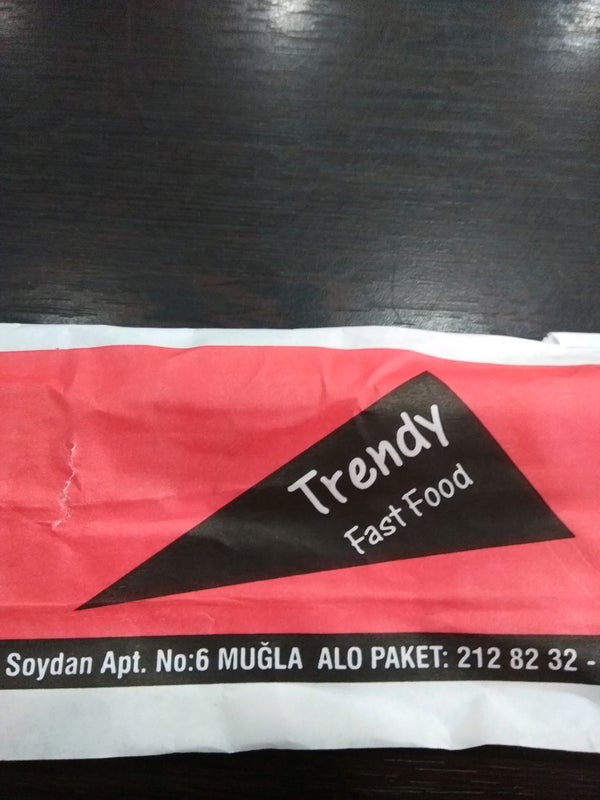 Trendy
Fast Food
Soydan Apt. No:6 MUĞLA ALO PAKET: 212 82 32 -